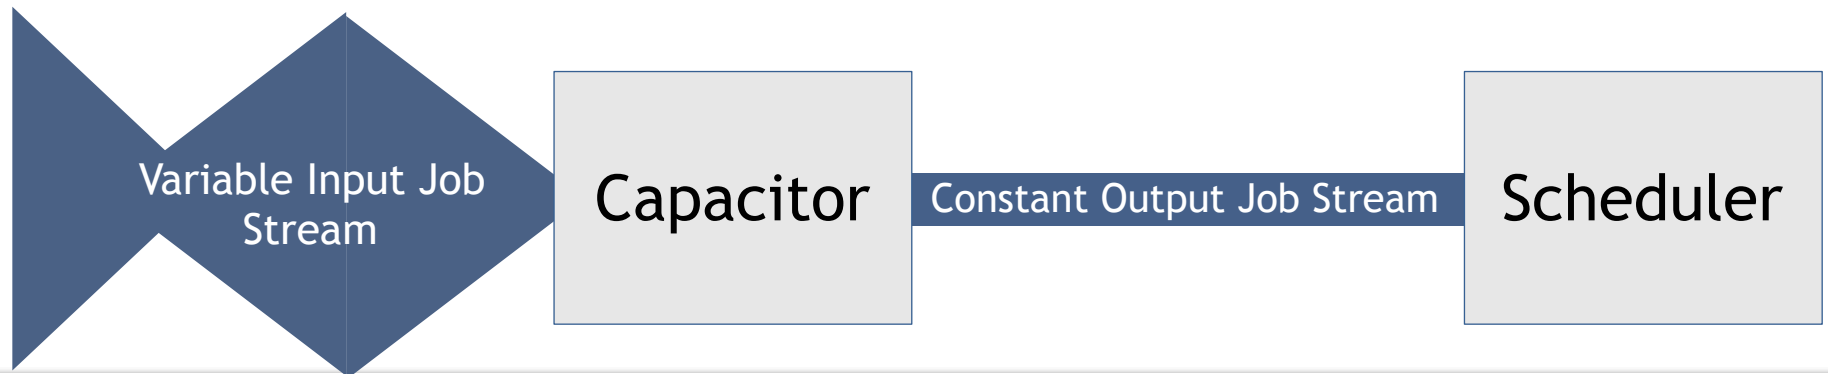 Variable Input Job
Stream
Capacitor
Constant Output Job Stream
Scheduler